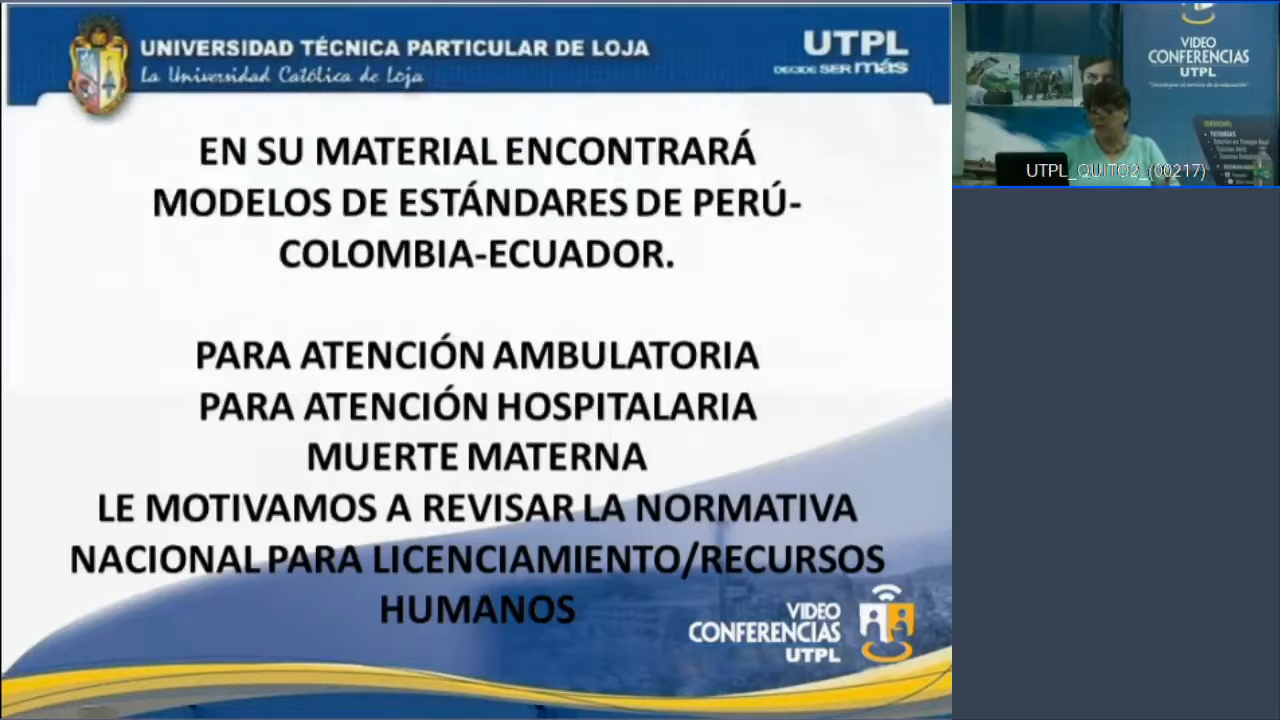 UNIVERSIDAD TÉCNICA PARTICULAR DE LOJA
La Universidad Católica de Loja
UTPL
DECIDE SER más
EN SU MATERIAL ENCONTRARÁ
MODELOS DE ESTÁNDARES DE PERÚ-
COLOMBIA-ECUADOR.
PARA ATENCIÓN AMBULATORIA
PARA ATENCIÓN HOSPITALARIA
MUERTE MATERNA
LE MOTIVAMOS A REVISAR LA NORMATIVA
NACIONAL PARA LICENCIAMIENTO/RECURSOS
HUMANOS
VIDEO
CONFERENCIAS
UTPL
VIDEO
CONFERENCIAS
UTPL
UTPL_QUITO2_(00217)